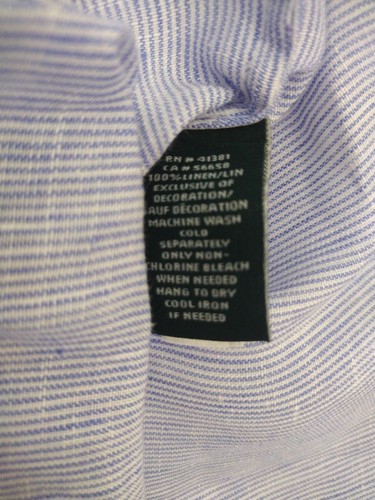 RN # 41381
CA # 56658
100% LINEN/LIN
EXCLUSIVE OF
DECORATION/
SAUF DÉCORATION
MACHINE WASH
COLD
SEPARATELY
ONLY NON-
CHLORINE BLEACH
WHEN NEEDED
HANG TO DRY
COOL IRON
IF NEEDED